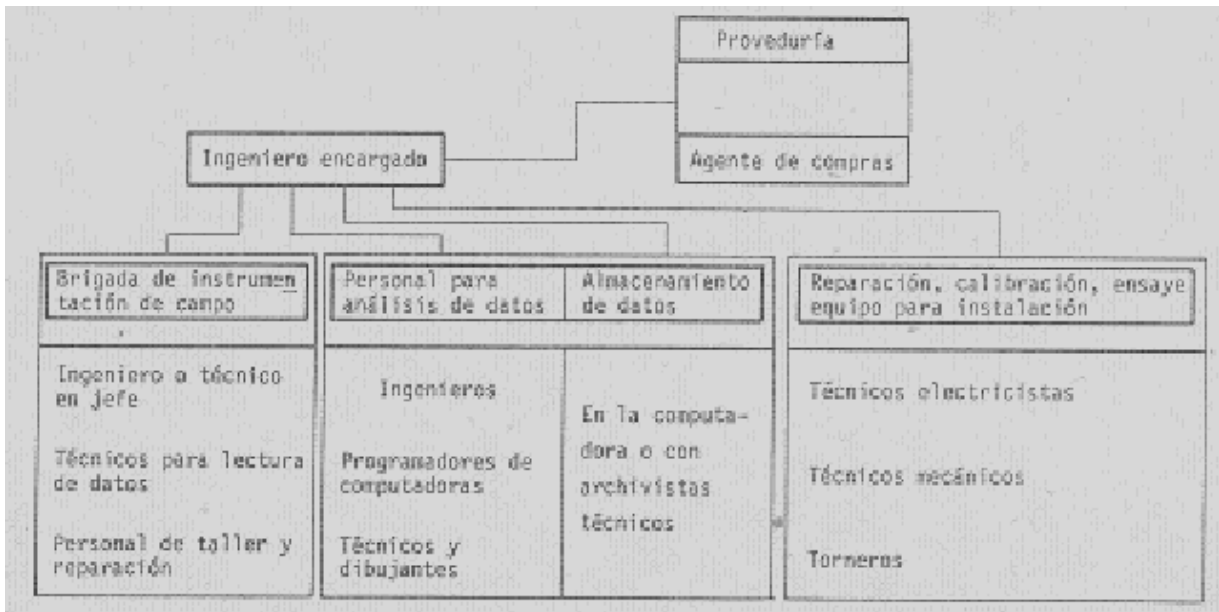 Proveduría
Ingeniero encargado
Agente de compras
Brigada de instrumen
tación de campo
Personal para
análisis de datos
Almacenamiento
de datos
Reparación, calibración, ensaye
equipo para instalación
Ingeniero o técnico
en jefe
Técnicos para lectura
de datos
Personal de taller y
reparación
Ingenieros
Programadores de
computadoras
Técnicos y
dibujantes
En la computa-
dora o con
archivistas
técnicos
Técnicos electricistas
Técnicos mecánicos
Torneros